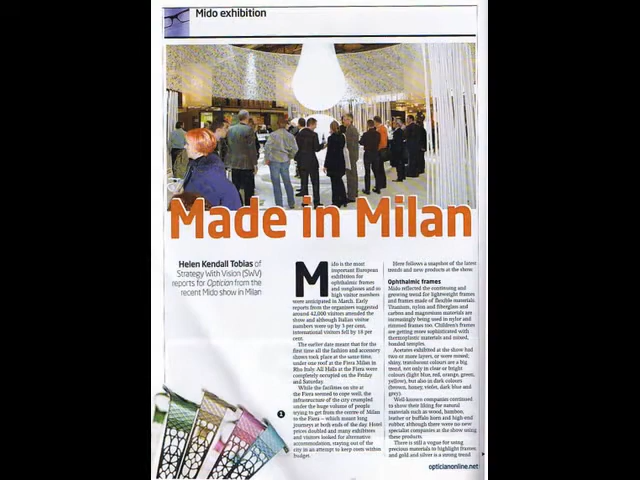 Mido exhibition
Made in Milan
Helen Kendall Tobias of
Strategy With Vision (SWV)
reports for Optician from the
recent Mido show in Milan
Mido is the most
important European
exhibition for
ophthalmic frames
and sunglasses and so
high visitor numbers
were anticipated in March. Early
reports from the organisers suggested
around 42,000 visitors attended
the show and although Italian visitor
numbers were up by 3 per cent,
international visitors fell by 18 per
cent.
The earlier date meant that for the
first time all the fashion and accessory
shows took place at the same time,
under one roof at the Fiera Milan in
Rho Italy. All Halls at the Fiera were
completely occupied on the Friday
and Saturday.
While the facilities on site at
the Fiera seemed to cope well, the
infrastructure of the city crumpled
under the huge volume of people
trying to get from the centre of Milan
to the Fiera – which meant long
journeys at both ends of the day. Hotel
prices doubled and many exhibitors
and visitors looked for alternative
accommodation, staying out of the
city in an attempt to keep costs within
budget.
1
Here follows a snapshot of the latest
trends and new products at the show.
Ophthalmic frames
Mido reflected the continuing and
growing trend for lightweight frames
and frames made of flexible materials.
Titanium, nylon and fiberglass and
carbon and magnesium materials are
increasingly being used in nylor and
rimmed frames too. Children's frames
are getting more sophisticated with
thermoplastic materials and mixed,
bonded temples.
Acetates exhibited at the show had
two or more layers, or were mixed,
shiny, translucent colours are a big
trend, not only in clear or bright
colours (light blue, red, orange, green,
yellow), but also in dark colours
(brown, honey, violet, dark blue and
grey).
Well-known companies continued
to show their liking for natural
materials such as wood, bamboo,
leather or buffalo horn and high end
rubber, although there were no new
specialist companies at the show using
these products.
There is still a vogue for using
precious materials to highlight frames
and gold and silver is a strong trend
opticianonline.net